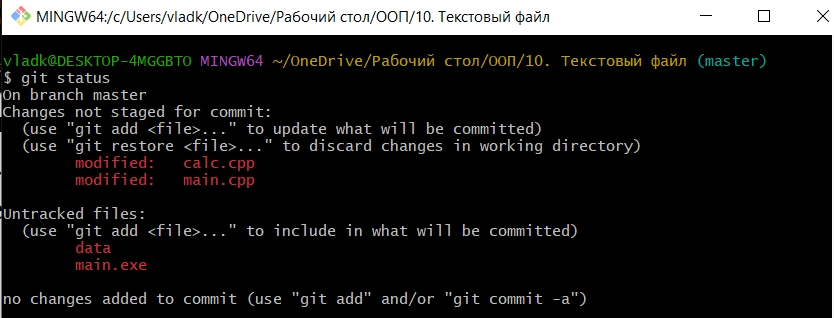 MINGW64:/c/Users/vladk/OneDrive/Рабочий стол/ООП/10. Текстовый файл
vladk@DESKTOP-4MGGBTO MINGW64 ~/OneDrive/Рабочий стол/ООП/10. Текстовый файл (master)
$ git status
On branch master
Changes not staged for commit:
  (use "git add <file>..." to update what will be committed)
  (use "git restore <file>..." to discard changes in working directory)
        modified:   calc.cpp
        modified:   main.cpp
Untracked files:
  (use "git add <file>..." to include in what will be committed)
        data
        main.exe
no changes added to commit (use "git add" and/or "git commit -a")